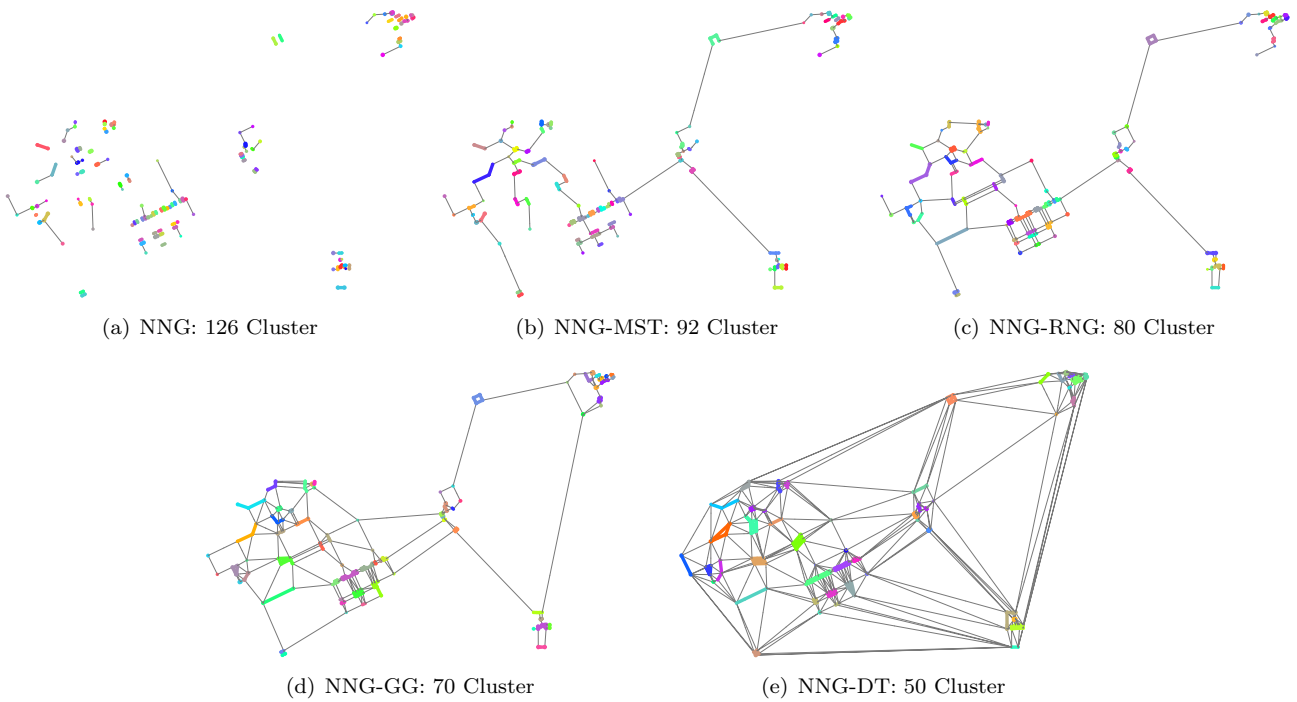 (a) NNG: 126 Cluster
(b) NNG-MST: 92 Cluster
(c) NNG-RNG: 80 Cluster
(d) NNG-GG: 70 Cluster
(e) NNG-DT: 50 Cluster